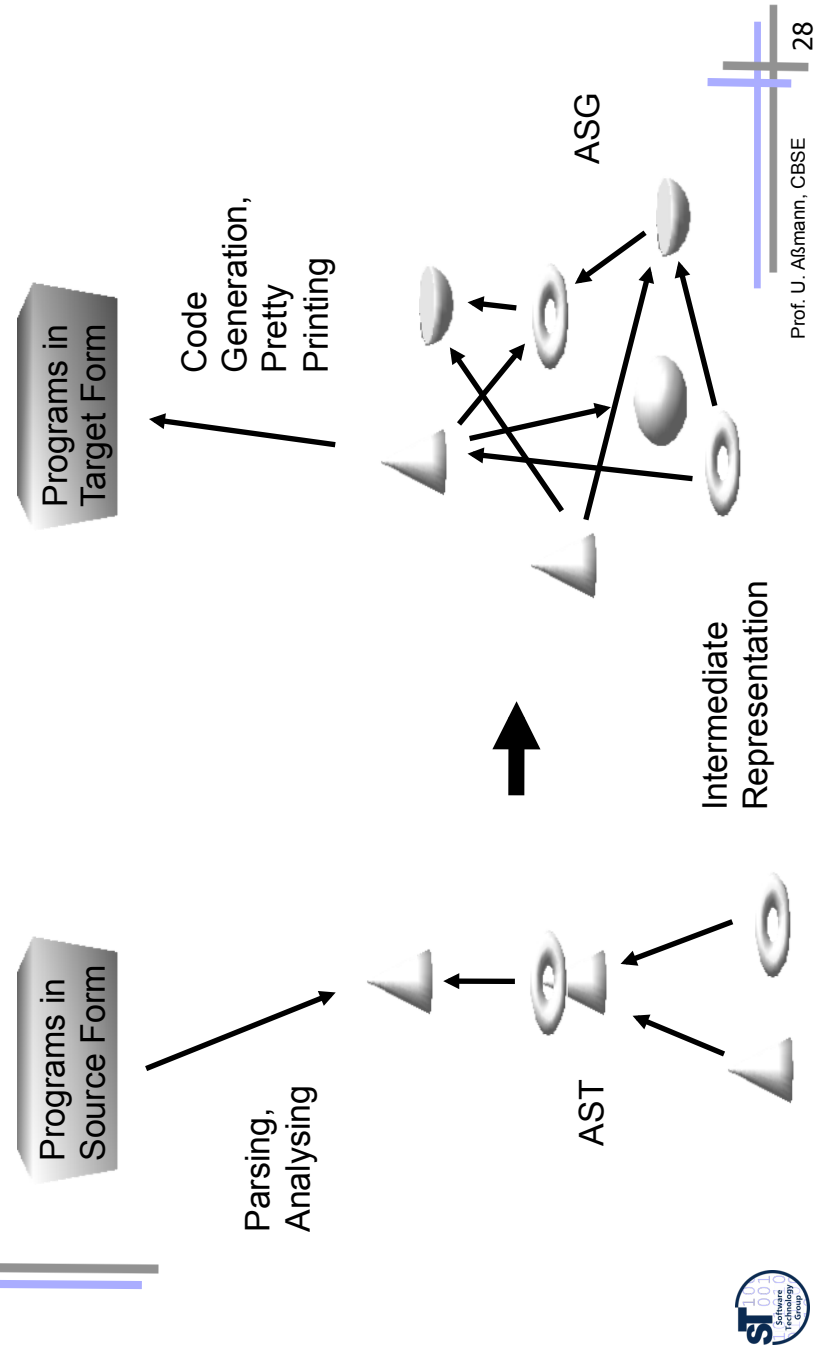 Programs in
Source Form
Programs in
Target Form
Parsing,
Analysing
Code
Generation,
Pretty
Printing
AST
ASG
Intermediate
Representation
ST
Software
Technology
Group
Prof. U. Aßmann, CBSE
28